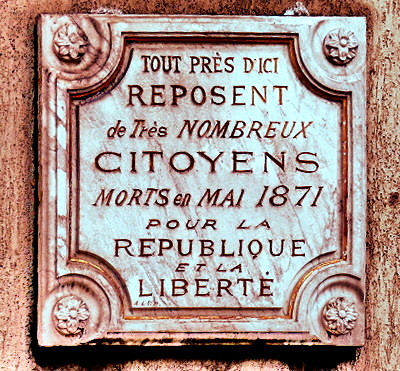 TOUT PRÈS D'ICI
REPOSENT
de Très NOMBREUX
CITOYENS
MORTS en MAI 1871
POUR LA
REPUBLIQUE
ET LA
LIBERTÉ